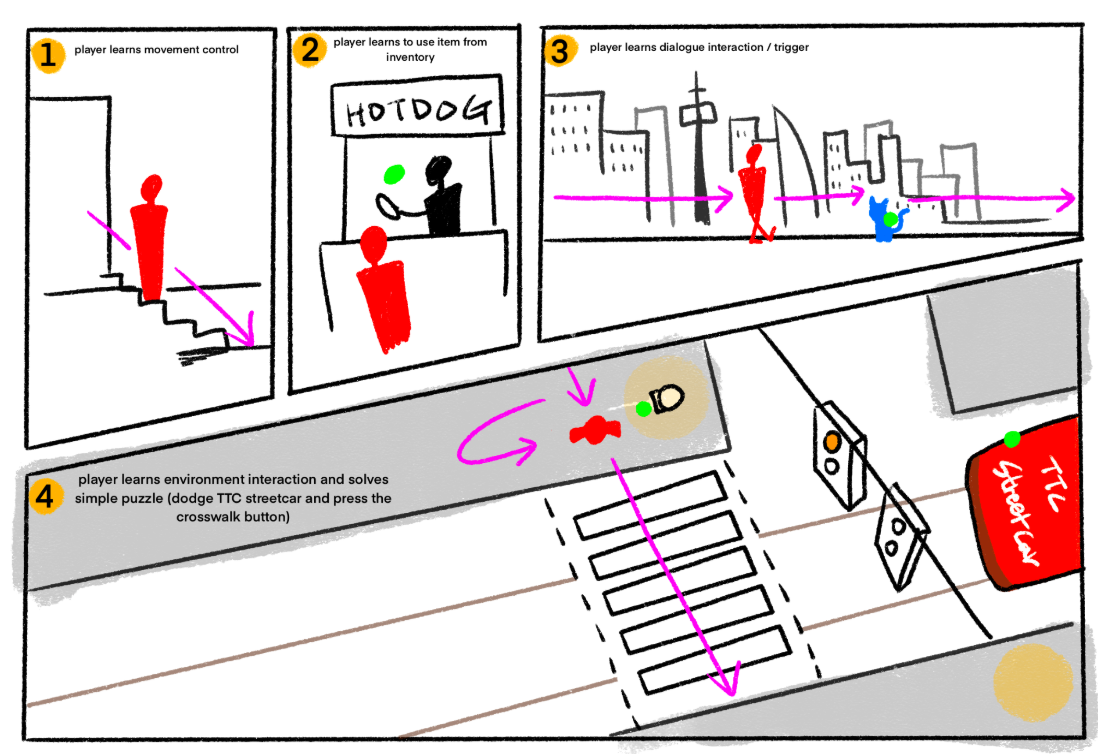 1
player learns movement control
2
player learns to use item from
inventory
HOTDOG
3
player learns dialogue interaction / trigger
4
player learns environment interaction and solves
simple puzzle (dodge TTC streetcar and press the
crosswalk button)
TTC
Streetcar